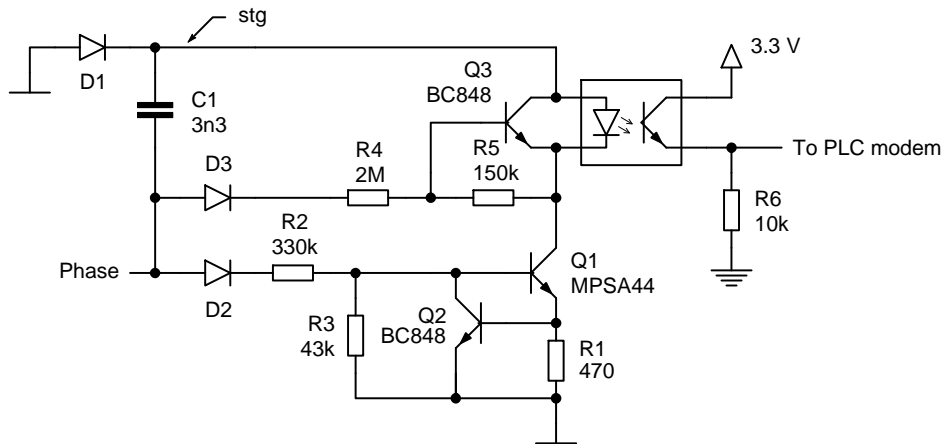 stg
3.3 V
D1
Q3
BC848
C1
3n3
D3
R4
2M
R5
150k
To PLC modem
R6
10k
R2
330k
Phase
D2
Q1
MPSA44
R3
43k
Q2
BC848
R1
470